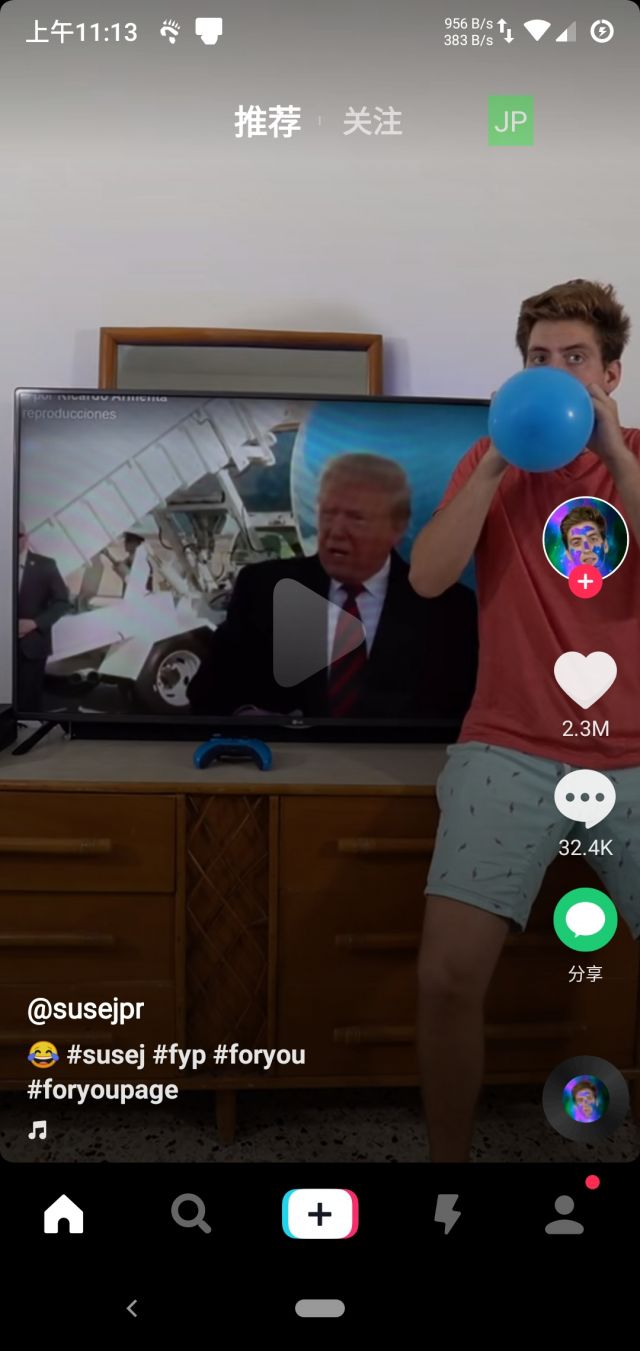 上午11:13
956 B/s
383 B/s
推荐
关注
JP
o por Ricardo Armenta
reproducciones
LG
2.3M
32.4K
分享
@susejpr
😂 #susej #fyp #foryou
#foryoupage